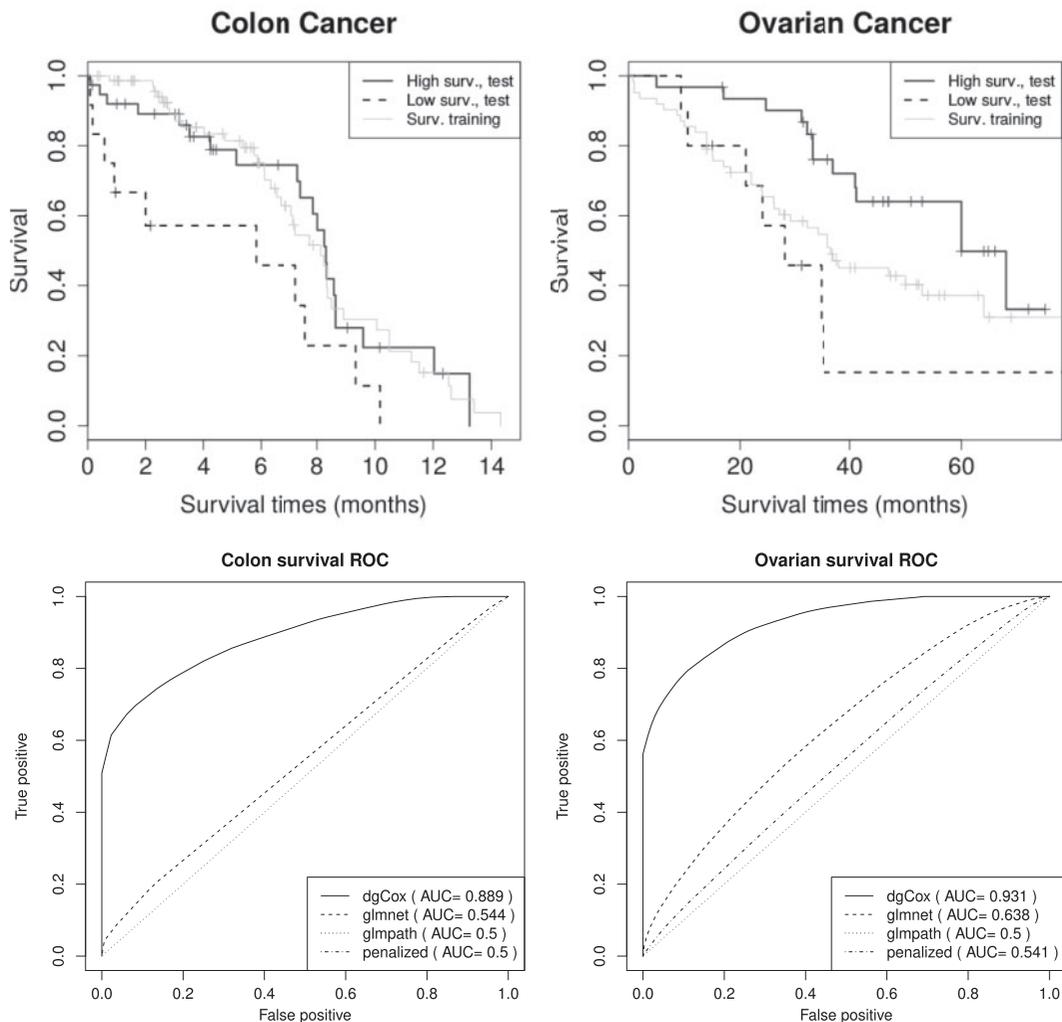 Colon Cancer
1.0
0.8
0.6
0.4
0.2
0.0
Survival
High surv., test
Low surv., test
Surv. training
0 2 4 6 8 10 12 14
Survival times (months)
Ovarian Cancer
1.0
0.8
0.6
0.4
0.2
0.0
Survival
High surv., test
Low surv., test
Surv. training
0 20 40 60
Survival times (months)
Colon survival ROC
1.0
0.8
0.6
0.4
0.2
0.0
True positive
dgCox ( AUC= 0.889 )
glmnet ( AUC= 0.544 )
glmpath ( AUC= 0.5 )
penalized ( AUC= 0.5 )
0.0 0.2 0.4 0.6 0.8 1.0
False positive
Ovarian survival ROC
1.0
0.8
0.6
0.4
0.2
0.0
True positive
dgCox ( AUC= 0.931 )
glmnet ( AUC= 0.638 )
glmpath ( AUC= 0.5 )
penalized ( AUC= 0.541 )
0.0 0.2 0.4 0.6 0.8 1.0
False positive